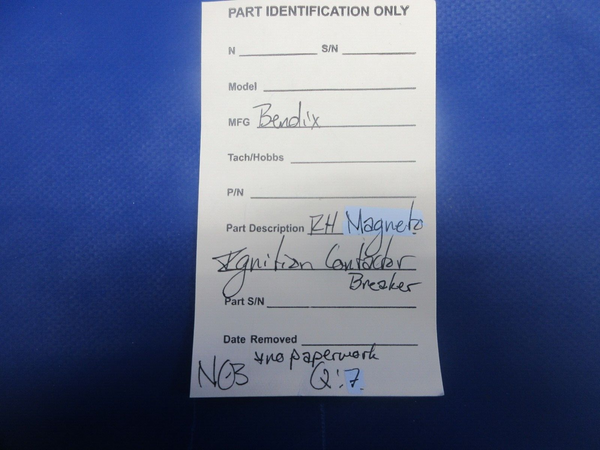 PART IDENTIFICATION ONLY
N S/N
Model
MFG Bendix
Tach/Hobbs
P/N
Part Description RH Magneto
Ignition Contactor
Breaker
Part S/N
Date Removed
*no paperwork
NGB Q:7